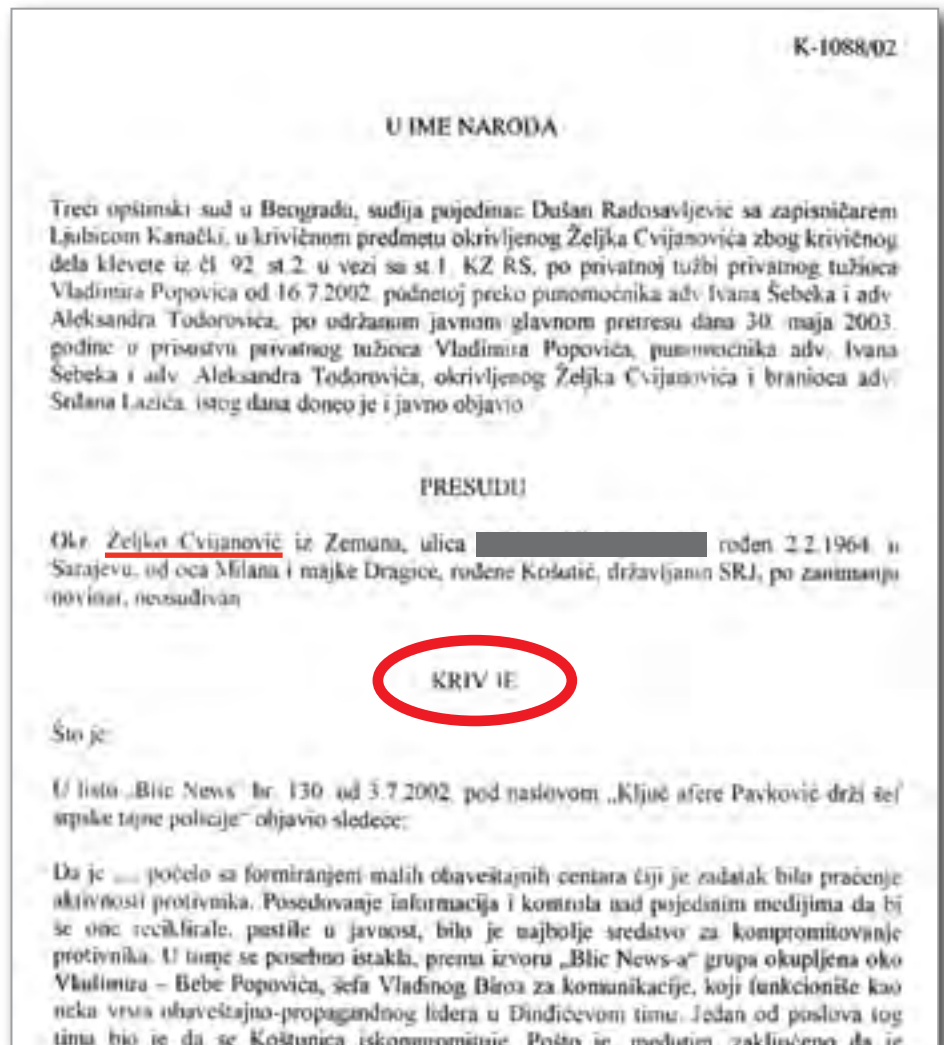 K-1088/02
U IME NARODA
Treći opštinski sud u Beogradu, sudija pojedinac Dušan Radosavljević sa zapisničarem
Ljubicom Kanački, u krivičnom predmetu okrivljenog Željka Cvijanovića zbog krivičnog
dela klevete iz čl. 92. st.2. u vezi sa st.1. KZ RS, po privatnoj tužbi privatnog tužioca
Vladimira Popovića od 16.7.2002. podnetoj preko punomoćnika adv Ivana Šebeka i adv.
Aleksandra Todorovića, po održanom javnom glavnom pretresu dana 30. maja 2003.
godine u prisustvu privatnog tužioca Vladimira Popovića, punomoćnika adv. Ivana
Šebeka i adv. Aleksandra Todorovića, okrivljenog Željka Cvijanovića i branioca adv.
Srđana Lazića, istog dana doneo je i javno objavio
PRESUDU
Okr. Željko Cvijanović iz Zemuna, ulica rođen 2.2.1964. u
Sarajevu, od oca Milana i majke Dragice, rođene Košutić, državljanin SRJ, po zanimanju
novinar, neosuđivan
KRIV JE
Što je:
U listu „Blic News" br. 130 od 3.7.2002. pod naslovom „Ključ afere Pavković drži šef
srpske tajne policije" objavio sledeće:
Da je .... počelo sa formiranjem malih obaveštajnih centara čiji je zadatak bilo praćenje
aktivnosti protivnika. Posedovanje informacija i kontrola nad pojedinim medijima da bi
se one reciklirale, pustile u javnost, bilo je najbolje sredstvo za kompromitovanje
protivnika. U tome se posebno istakla, prema izvoru „Blic News-a" grupa okupljena oko
Vladimira – Bebe Popovića, šefa Vladinog Biroa za komunikacije, koji funkcioniše kao
neka vrsta obaveštajno-propagandnog lidera u Đinđićevom timu. Jedan od poslova tog
tima bio je da se Koštunica iskompromituje. Pošto je, međutim, zaključeno da je